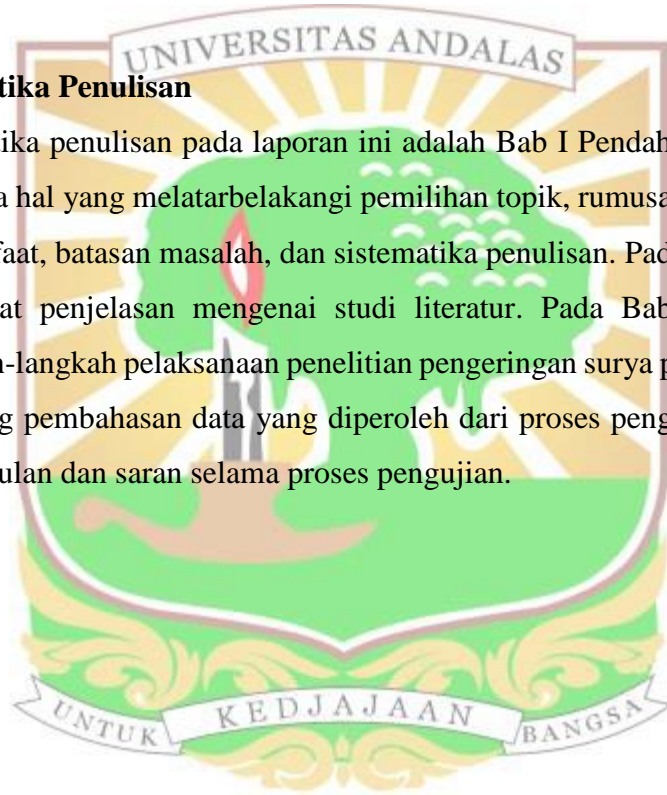 UNIVERSITAS ANDALAS
tika Penulisan
ika penulisan pada laporan ini adalah Bab I Pendah
a hal yang melatarbelakangi pemilihan topik, rumusa
faat, batasan masalah, dan sistematika penulisan. Pad
at penjelasan mengenai studi literatur. Pada Bab
n-langkah pelaksanaan penelitian pengeringan surya p
g pembahasan data yang diperoleh dari proses peng
ulan dan saran selama proses pengujian.
UNTUK KEDJAJAAN BANGSA